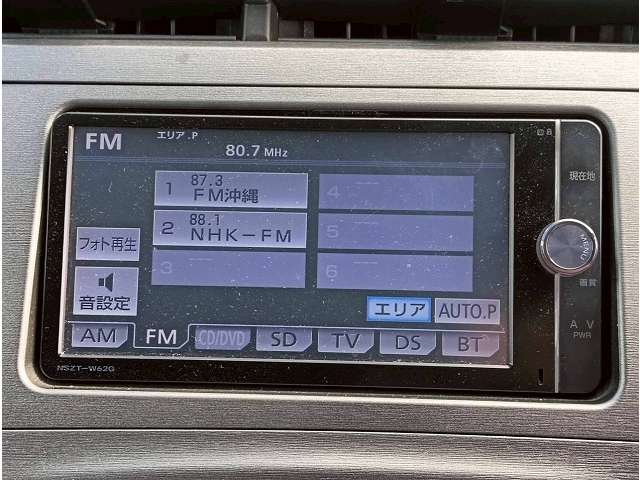 FM エリア.P
80.7 MHz
1 87.3 FM沖縄
2 88.1 NHK-FM
3
4
5
6
フォト再生
音設定
エリア AUTO.P
AM FM CD/DVD SD TV DS BT
NSZT-W62G
現在地
MENU
画質
AV
PWR